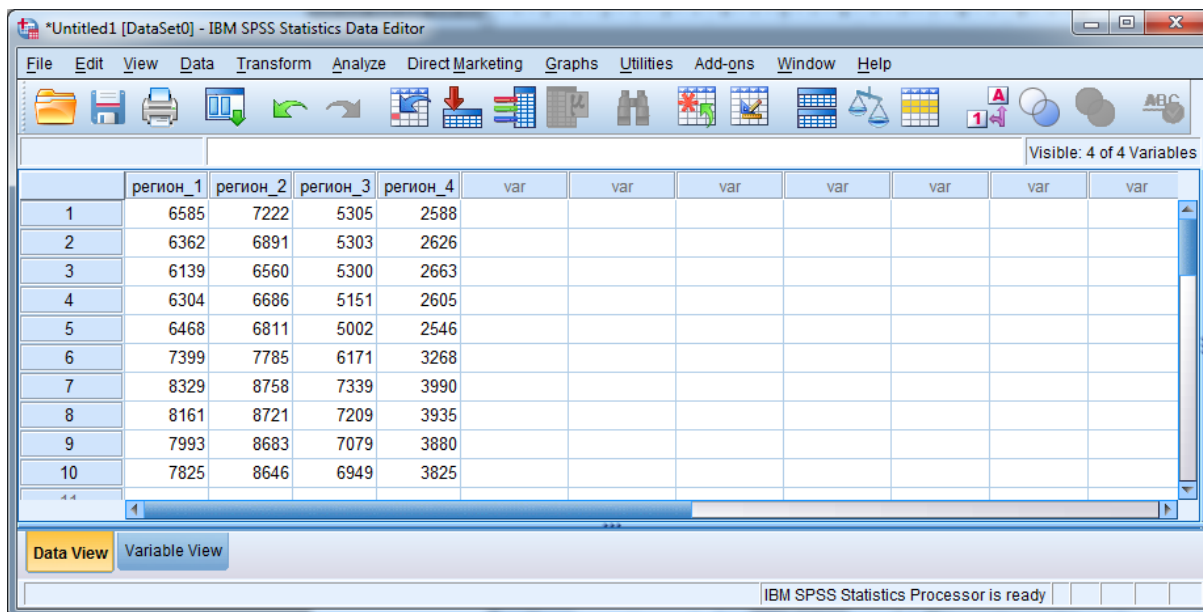 *Untitled1 [DataSet0] - IBM SPSS Statistics Data Editor
File Edit View Data Transform Analyze Direct Marketing Graphs Utilities Add-ons Window Help
Visible: 4 of 4 Variables
регион_1 регион_2 регион_3 регион_4 var var var var var var var
1 6585 7222 5305 2588
2 6362 6891 5303 2626
3 6139 6560 5300 2663
4 6304 6686 5151 2605
5 6468 6811 5002 2546
6 7399 7785 6171 3268
7 8329 8758 7339 3990
8 8161 8721 7209 3935
9 7993 8683 7079 3880
10 7825 8646 6949 3825
Data View Variable View
IBM SPSS Statistics Processor is ready